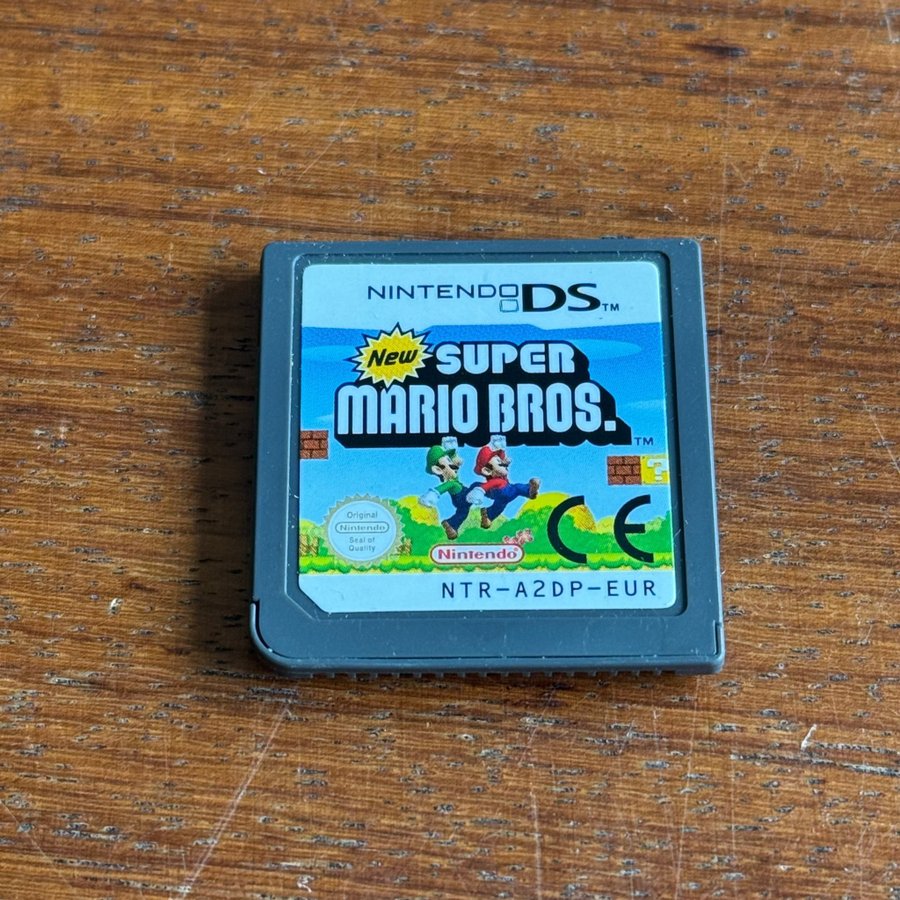 NINTENDO DS™
New SUPER
MARIO BROS.™
?
Original
Nintendo
Seal of
Quality
Nintendo®
CE
NTR-A2DP-EUR